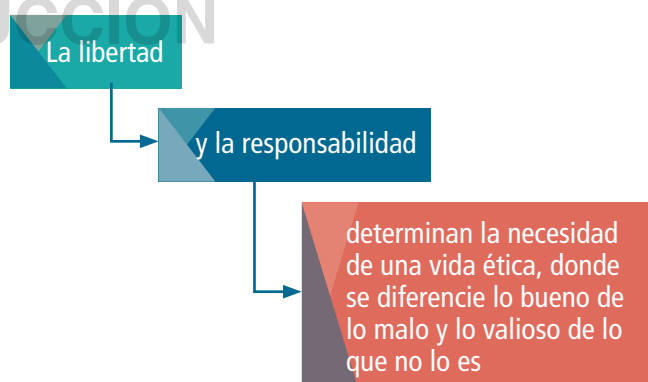 UCCIÓN
La libertad
y la responsabilidad
determinan la necesidad
de una vida ética, donde
se diferencie lo bueno de
lo malo y lo valioso de lo
que no lo es